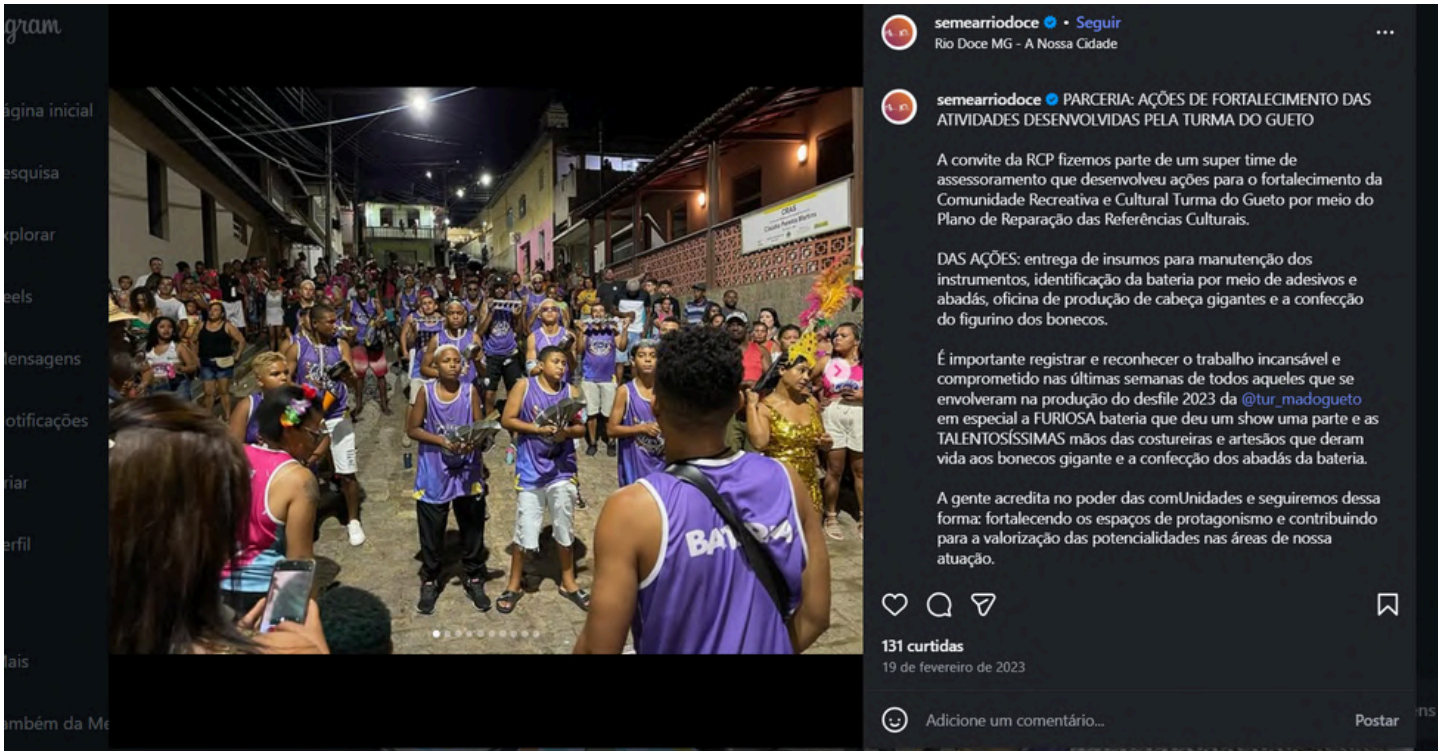 gram
ágina inicial
esquisa
xplorar
eels
ensagens
otificações
riar
erfil
ais
ambém da Me
CRAS
BATERIA
semearriodoce • Seguir
Rio Doce MG - A Nossa Cidade
semearriodoce PARCERIA: AÇÕES DE FORTALECIMENTO DAS
ATIVIDADES DESENVOLVIDAS PELA TURMA DO GUETO
A convite da RCP fizemos parte de um super time de
assessoramento que desenvolveu ações para o fortalecimento da
Comunidade Recreativa e Cultural Turma do Gueto por meio do
Plano de Reparação das Referências Culturais.
DAS AÇÕES: entrega de insumos para manutenção dos
instrumentos, identificação da bateria por meio de adesivos e
abadás, oficina de produção de cabeça gigantes e a confecção
do figurino dos bonecos.
É importante registrar e reconhecer o trabalho incansável e
comprometido nas últimas semanas de todos aqueles que se
envolveram na produção do desfile 2023 da @tur_madogueto
em especial a FURIOSA bateria que deu um show uma parte e as
TALENTOSÍSSIMAS mãos das costureiras e artesãos que deram
vida aos bonecos gigante e a confecção dos abadás da bateria.
A gente acredita no poder das comUnidades e seguiremos dessa
forma: fortalecendo os espaços de protagonismo e contribuindo
para a valorização das potencialidades nas áreas de nossa
atuação.
131 curtidas
19 de fevereiro de 2023
Adicione um comentário... Postar